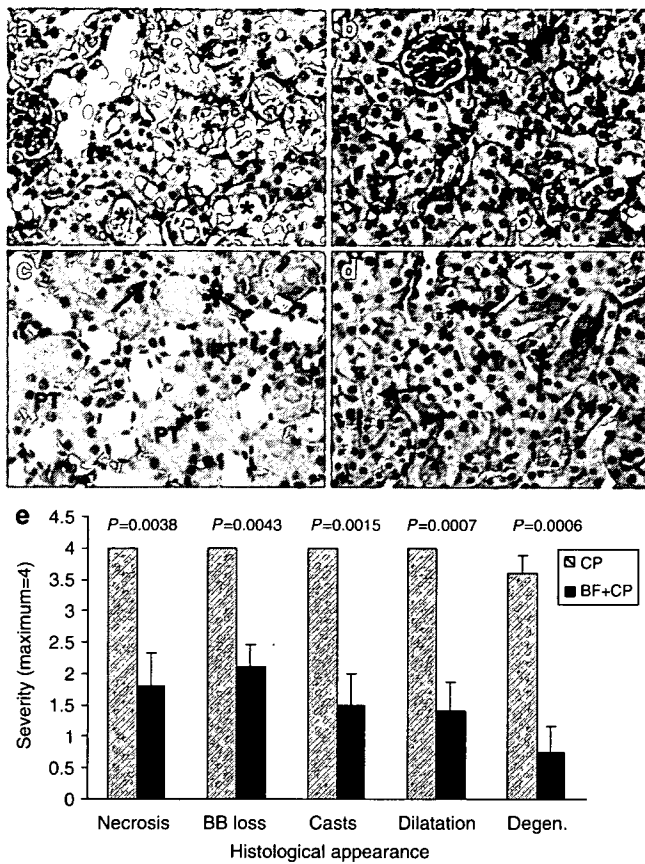 a
b
c
d
PT
PT
e
P=0.0038 P=0.0043 P=0.0015 P=0.0007 P=0.0006
4.5
4
3.5
3
2.5
2
1.5
1
0.5
0
Severity (maximum=4)
CP
BF+CP
Necrosis BB loss Casts Dilatation Degen.
Histological appearance